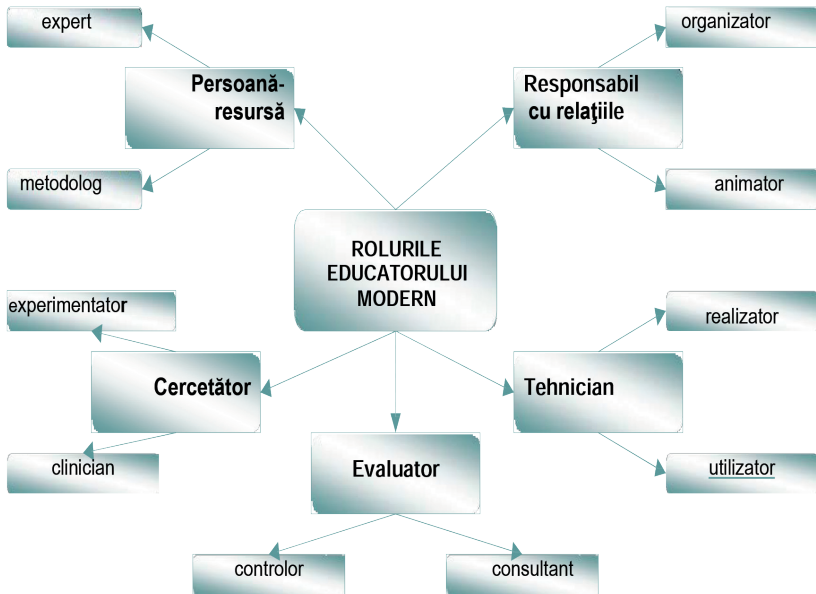 expert
organizator
Persoană-
resursă
Responsabil
cu relaţiile
metodolog
animator
ROLURILE
EDUCATORULUI
MODERN
experimentator
realizator
Cercetător
Tehnician
clinician
Evaluator
utilizator
controlor
consultant